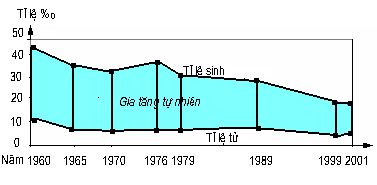 Tỉ lệ %o
50
40
30
20
10
0
Tỉ lệ sinh
Gia tăng tự nhiên
Tỉ lệ tử
Năm 1960 1965 1970 1976 1979 1989 1999 2001